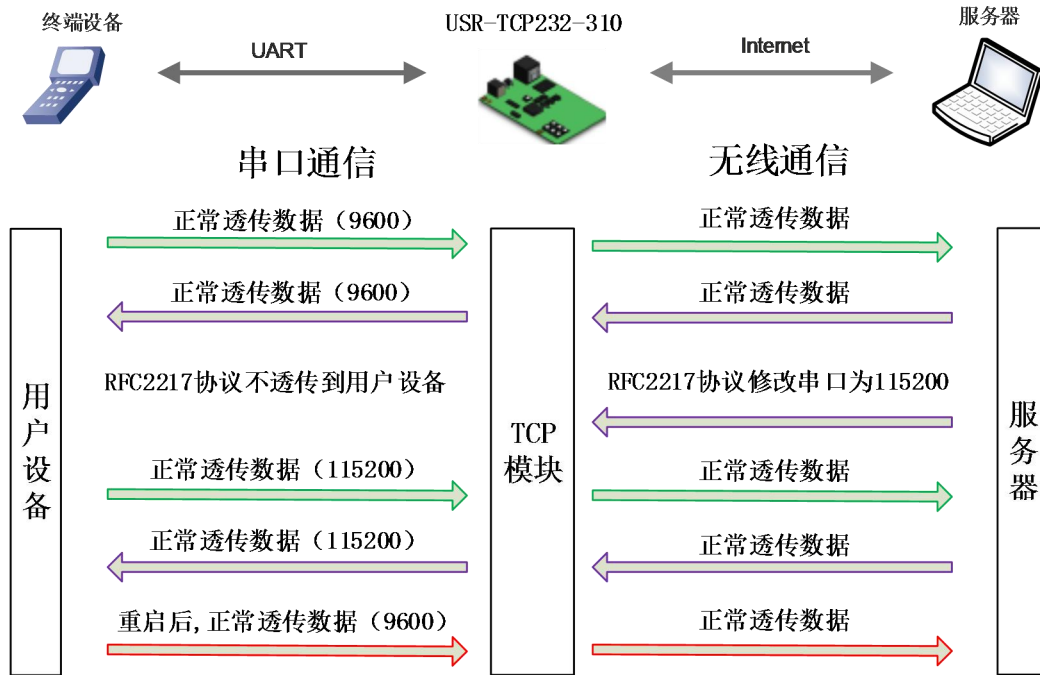 终端设备
USR-TCP232-310
服务器
UART
Internet
串口通信
无线通信
正常透传数据（9600）
正常透传数据
正常透传数据（9600）
正常透传数据
RFC2217协议不透传到用户设备
RFC2217协议修改串口为115200
用户设备
TCP
模块
服务器
正常透传数据（115200）
正常透传数据
正常透传数据（115200）
正常透传数据
重启后,正常透传数据（9600）
正常透传数据